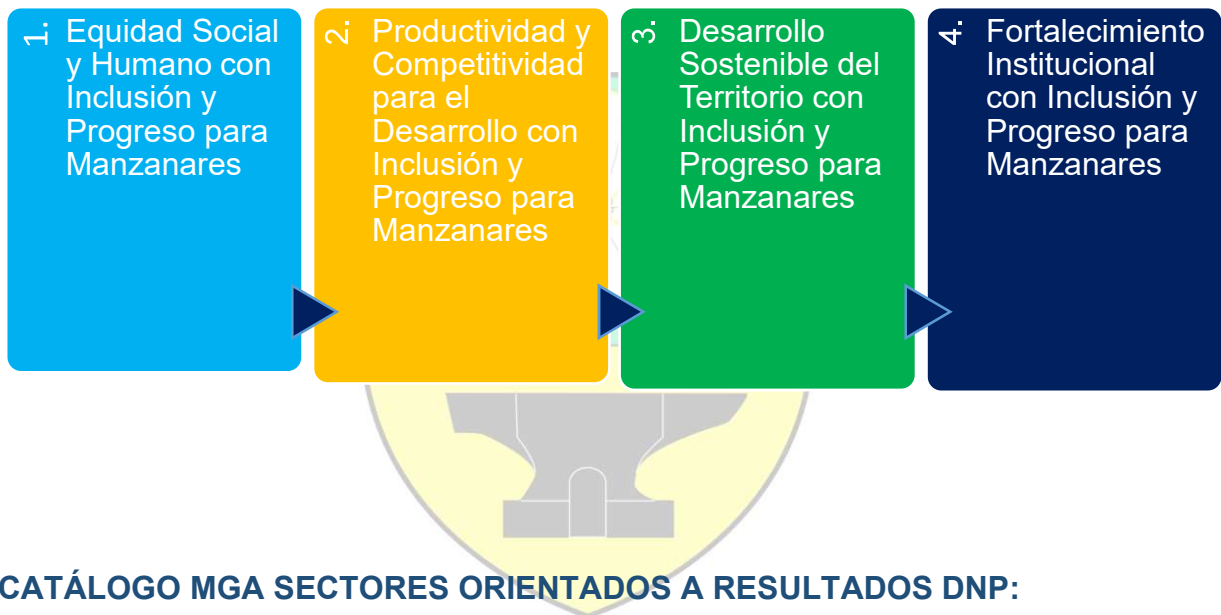 1.
Equidad Social
y Humano con
Inclusión y
Progreso para
Manzanares
2.
Productividad y
Competitividad
para el
Desarrollo con
Inclusión y
Progreso para
Manzanares
3.
Desarrollo
Sostenible del
Territorio con
Inclusión y
Progreso para
Manzanares
4.
Fortalecimiento
Institucional
con Inclusión y
Progreso para
Manzanares
CATÁLOGO MGA SECTORES ORIENTADOS A RESULTADOS DNP: